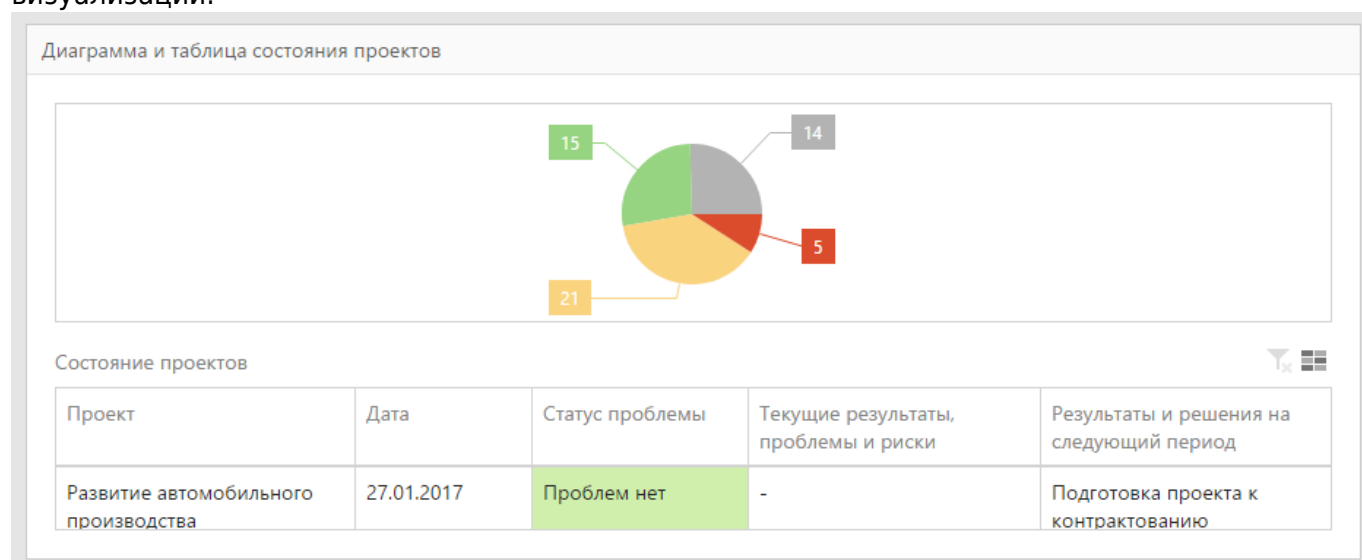 визуализации.
Диаграмма и таблица состояния проектов
15
14
5
21
Состояние проектов
Проект
Дата
Статус проблемы
Текущие результаты,
проблемы и риски
Результаты и решения на
следующий период
Развитие автомобильного
производства
27.01.2017
Проблем нет
-
Подготовка проекта к
контрактованию